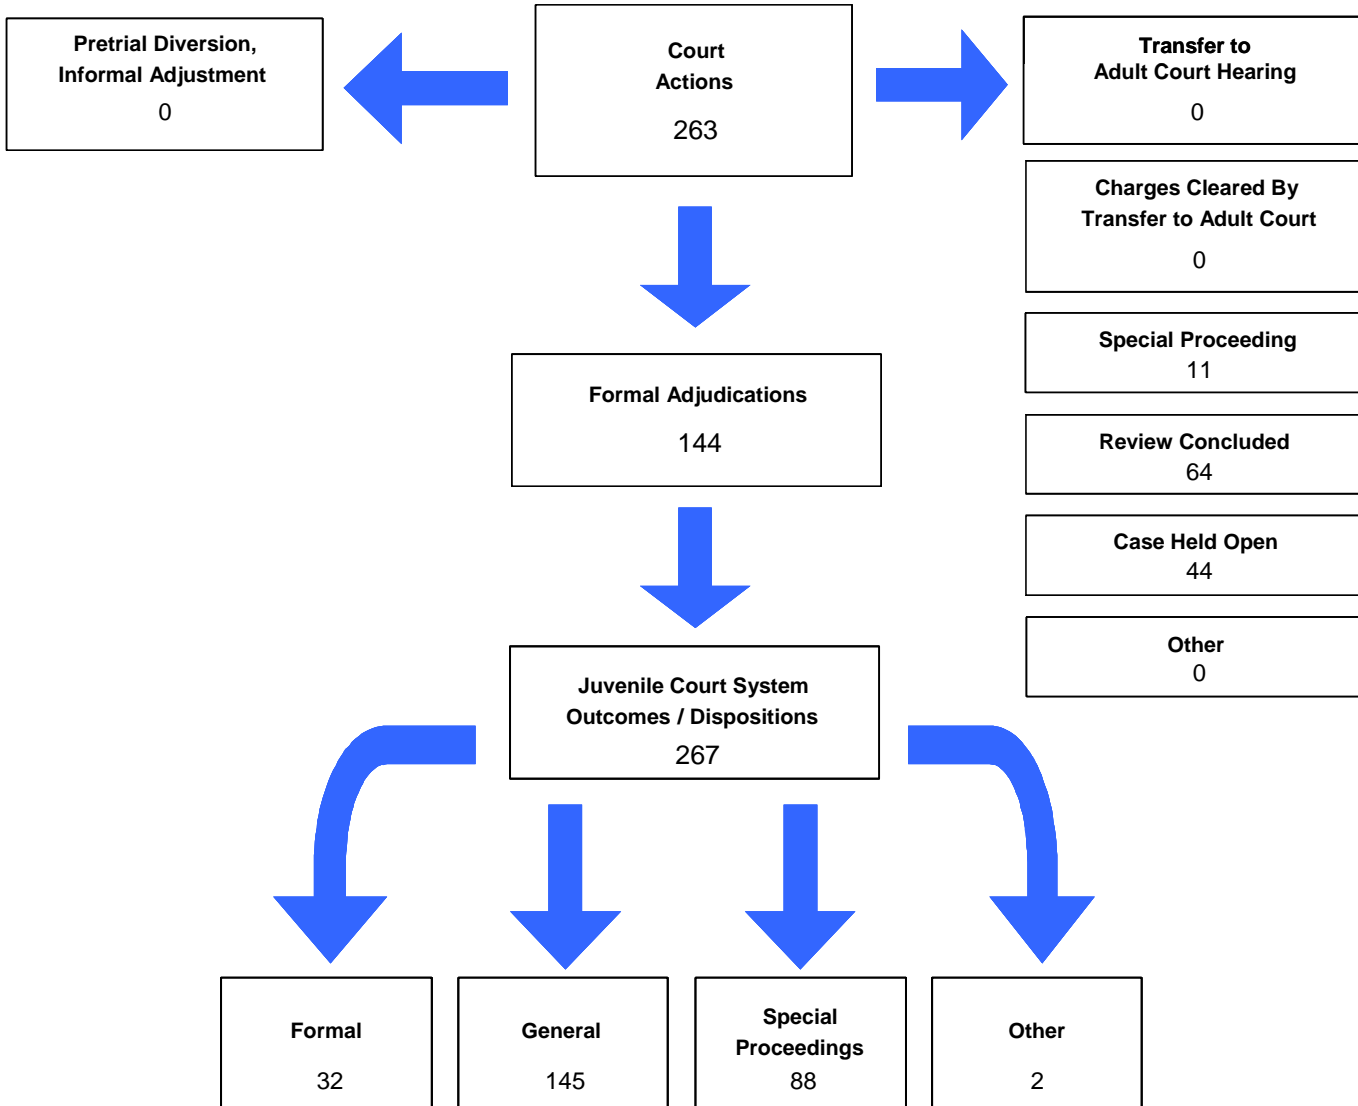 Pretrial Diversion,
Informal Adjustment
0
Court
Actions
263
Transfer to
Adult Court Hearing
0
Charges Cleared By
Transfer to Adult Court
0
Special Proceeding
11
Review Concluded
64
Case Held Open
44
Other
0
Formal Adjudications
144
Juvenile Court System
Outcomes / Dispositions
267
Formal
32
General
145
Special
Proceedings
88
Other
2